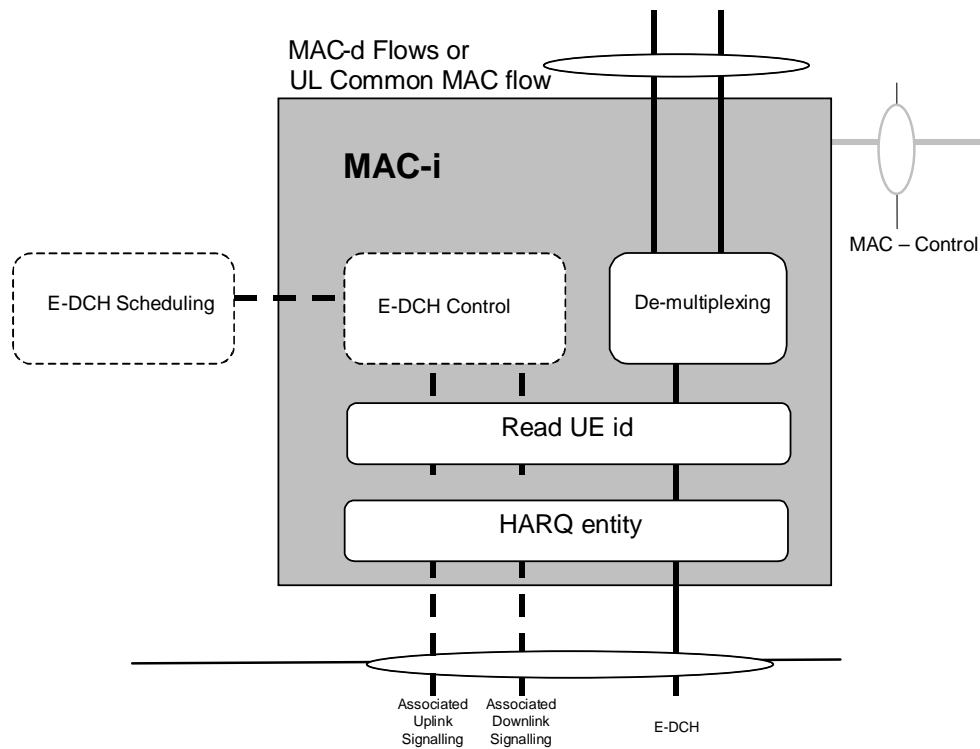 MAC-d Flows or
UL Common MAC flow
MAC-i
MAC – Control
E-DCH Scheduling
E-DCH Control
De-multiplexing
Read UE id
HARQ entity
Associated
Uplink
Signalling
Associated
Downlink
Signalling
E-DCH